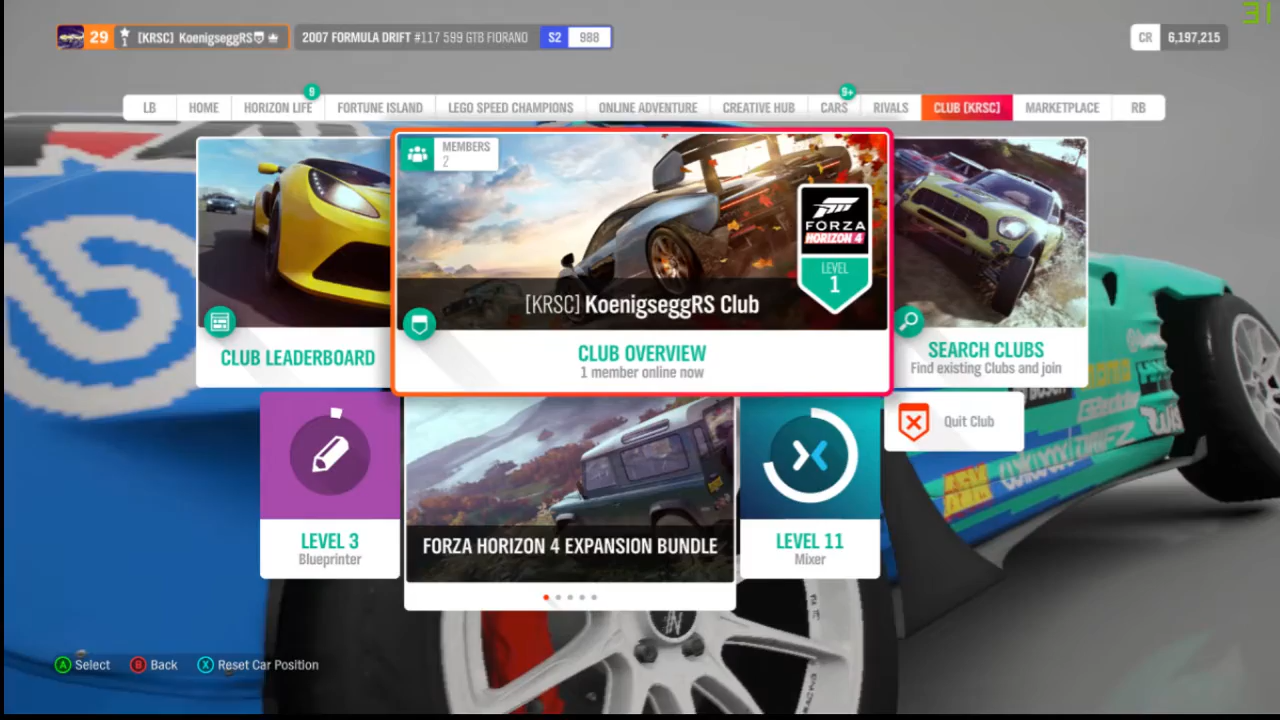 31
29 1 [KRSC] KoenigseggRS
2007 FORMULA DRIFT #117 599 GTB FIORANO S2 988
CR 6,197,215
9
9+
LB HOME HORIZON LIFE FORTUNE ISLAND LEGO SPEED CHAMPIONS ONLINE ADVENTURE CREATIVE HUB CARS RIVALS CLUB [KRSC] MARKETPLACE RB
MEMBERS
2
FORZA
HORIZON 4
LEVEL
1
[KRSC] KoenigseggRS Club
CLUB LEADERBOARD
CLUB OVERVIEW
1 member online now
SEARCH CLUBS
Find existing Clubs and join
Quit Club
LEVEL 3
Blueprinter
FORZA HORIZON 4 EXPANSION BUNDLE
LEVEL 11
Mixer
A Select B Back X Reset Car Position